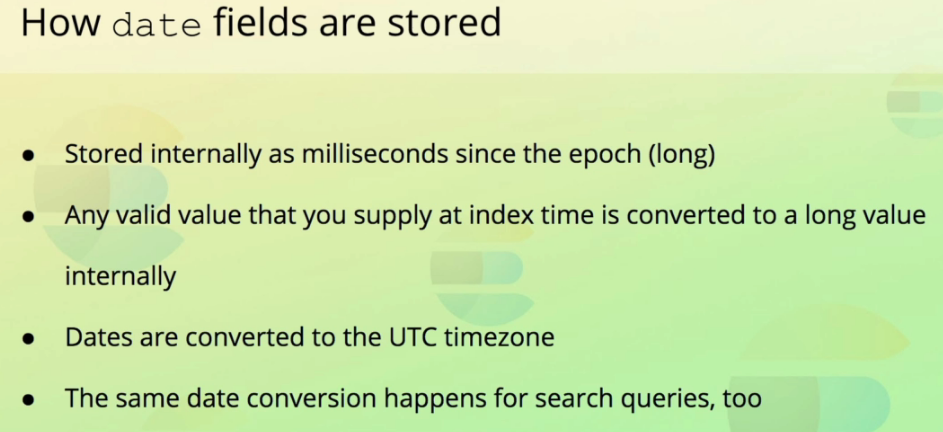 How date fields are stored
● Stored internally as milliseconds since the epoch (long)
● Any valid value that you supply at index time is converted to a long value
internally
● Dates are converted to the UTC timezone
● The same date conversion happens for search queries, too